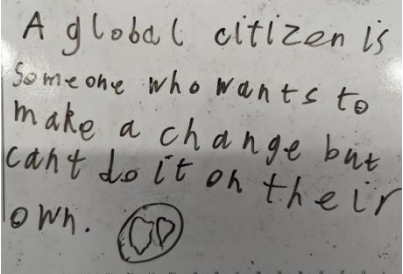 A global citizen is
Someone who wants to
make a change but
cant do it on their
own.